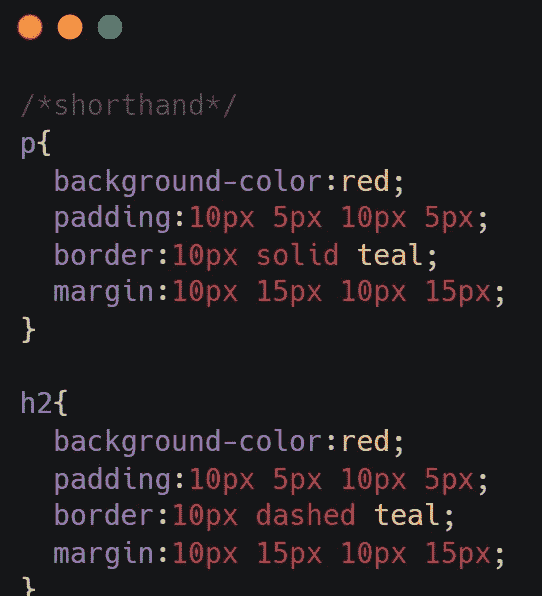 /*shorthand*/
p{
  background-color:red;
  padding:10px 5px 10px 5px;
  border:10px solid teal;
  margin:10px 15px 10px 15px;
}
h2{
  background-color:red;
  padding:10px 5px 10px 5px;
  border:10px dashed teal;
  margin:10px 15px 10px 15px;
}